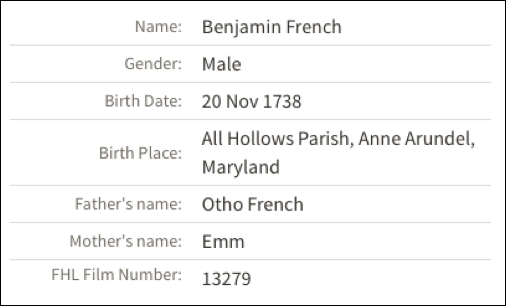 Name: Benjamin French
Gender: Male
Birth Date: 20 Nov 1738
Birth Place: All Hollows Parish, Anne Arundel,
Maryland
Father's name: Otho French
Mother's name: Emm
FHL Film Number: 13279